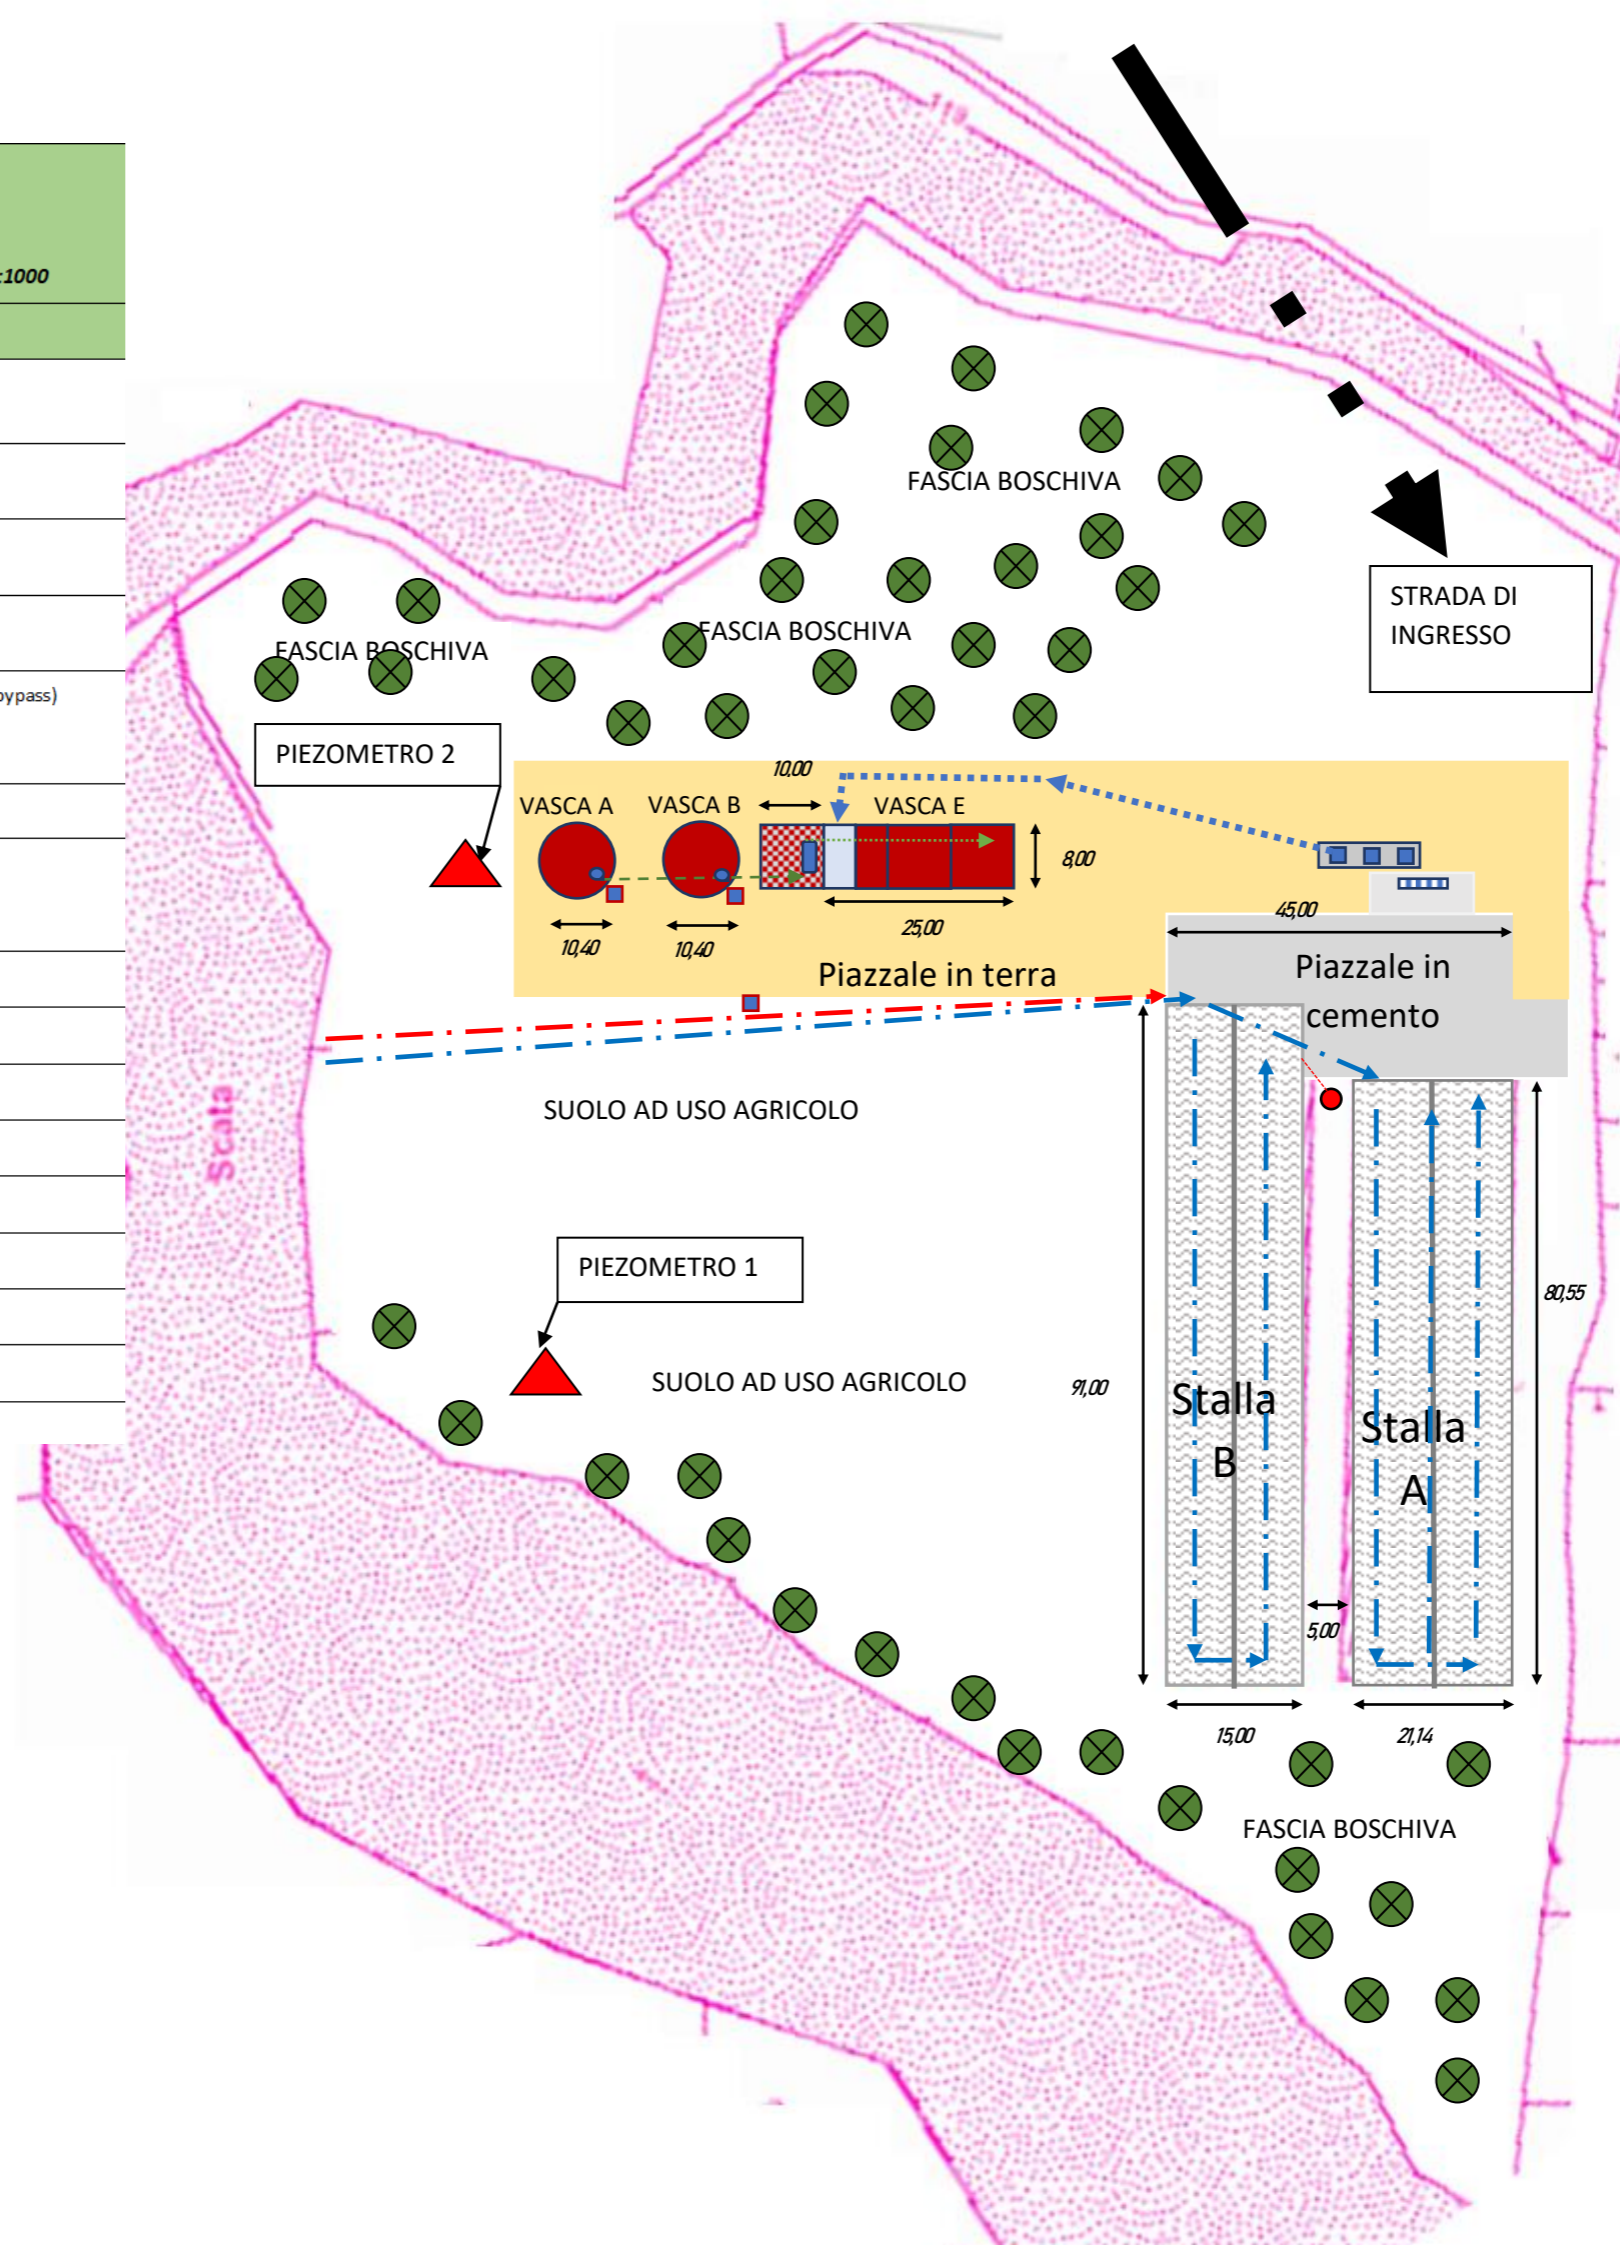 :1000
bypass)
FASCIA BOSCHIVA
STRADA DI
INGRESSO
FASCIA BOSCHIVA
FASCIA BOSCHIVA
PIEZOMETRO 2
10,00
VASCA A
VASCA B
VASCA E
8,00
10,40
10,40
25,00
45,00
Piazzale in terra
Piazzale in
cemento
Scala
SUOLO AD USO AGRICOLO
PIEZOMETRO 1
80,55
SUOLO AD USO AGRICOLO
91,00
Stalla
B
Stalla
A
5,00
15,00
21,14
FASCIA BOSCHIVA